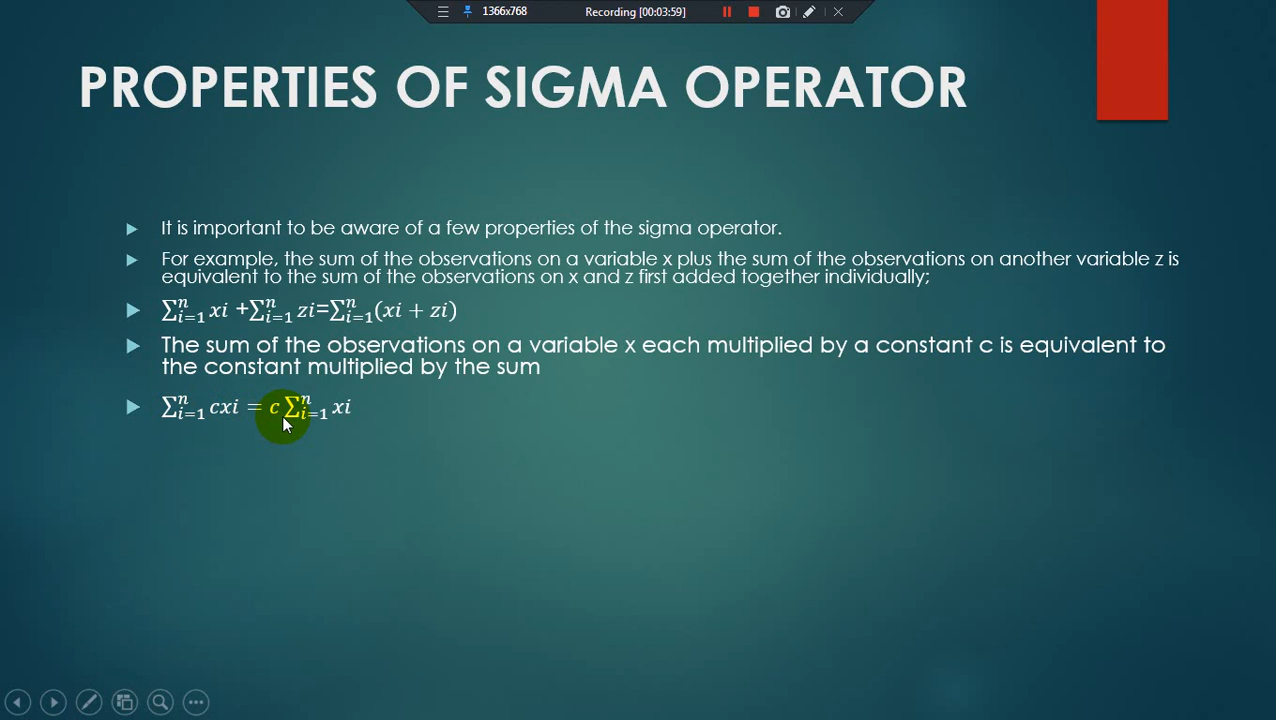 1366x768 Recording [00:03:59]
PROPERTIES OF SIGMA OPERATOR
It is important to be aware of a few properties of the sigma operator.
For example, the sum of the observations on a variable x plus the sum of the observations on another variable z is
equivalent to the sum of the observations on x and z first added together individually;
∑ⁿᵢ₌₁ xi +∑ⁿᵢ₌₁ zi=∑ⁿᵢ₌₁(xi + zi)
The sum of the observations on a variable x each multiplied by a constant c is equivalent to
the constant multiplied by the sum
∑ⁿᵢ₌₁ cxi = c ∑ⁿᵢ₌₁ xi